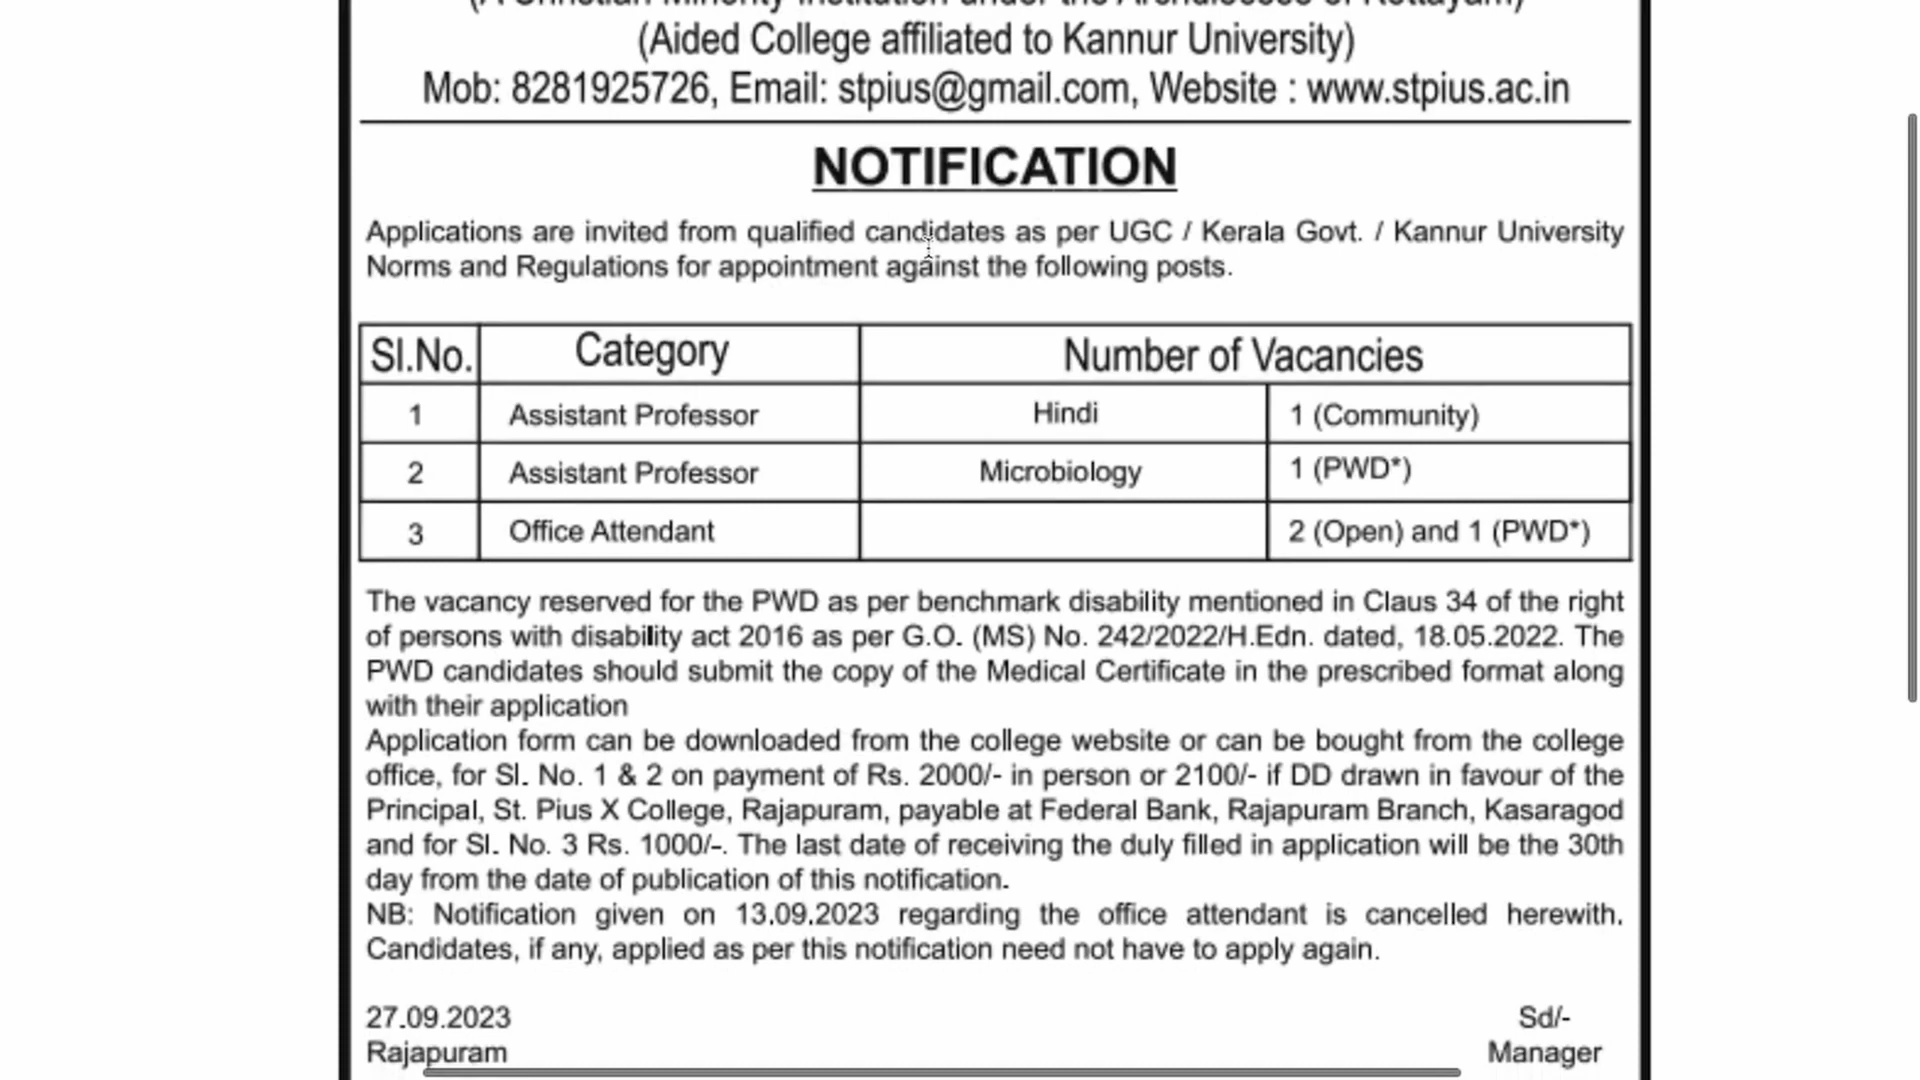 (A Christian Minority Institution under the Archdiocese of Kottayam)
(Aided College affiliated to Kannur University)
Mob: 8281925726, Email: stpius@gmail.com, Website : www.stpius.ac.in
NOTIFICATION
Applications are invited from qualified candidates as per UGC / Kerala Govt. / Kannur University
Norms and Regulations for appointment against the following posts.
Sl.No. Category Number of Vacancies
1 Assistant Professor Hindi 1 (Community)
2 Assistant Professor Microbiology 1 (PWD*)
3 Office Attendant 2 (Open) and 1 (PWD*)
The vacancy reserved for the PWD as per benchmark disability mentioned in Claus 34 of the right
of persons with disability act 2016 as per G.O. (MS) No. 242/2022/H.Edn. dated, 18.05.2022. The
PWD candidates should submit the copy of the Medical Certificate in the prescribed format along
with their application
Application form can be downloaded from the college website or can be bought from the college
office, for Sl. No. 1 & 2 on payment of Rs. 2000/- in person or 2100/- if DD drawn in favour of the
Principal, St. Pius X College, Rajapuram, payable at Federal Bank, Rajapuram Branch, Kasaragod
and for Sl. No. 3 Rs. 1000/-. The last date of receiving the duly filled in application will be the 30th
day from the date of publication of this notification.
NB: Notification given on 13.09.2023 regarding the office attendant is cancelled herewith.
Candidates, if any, applied as per this notification need not have to apply again.
27.09.2023 Sd/-
Rajapuram Manager